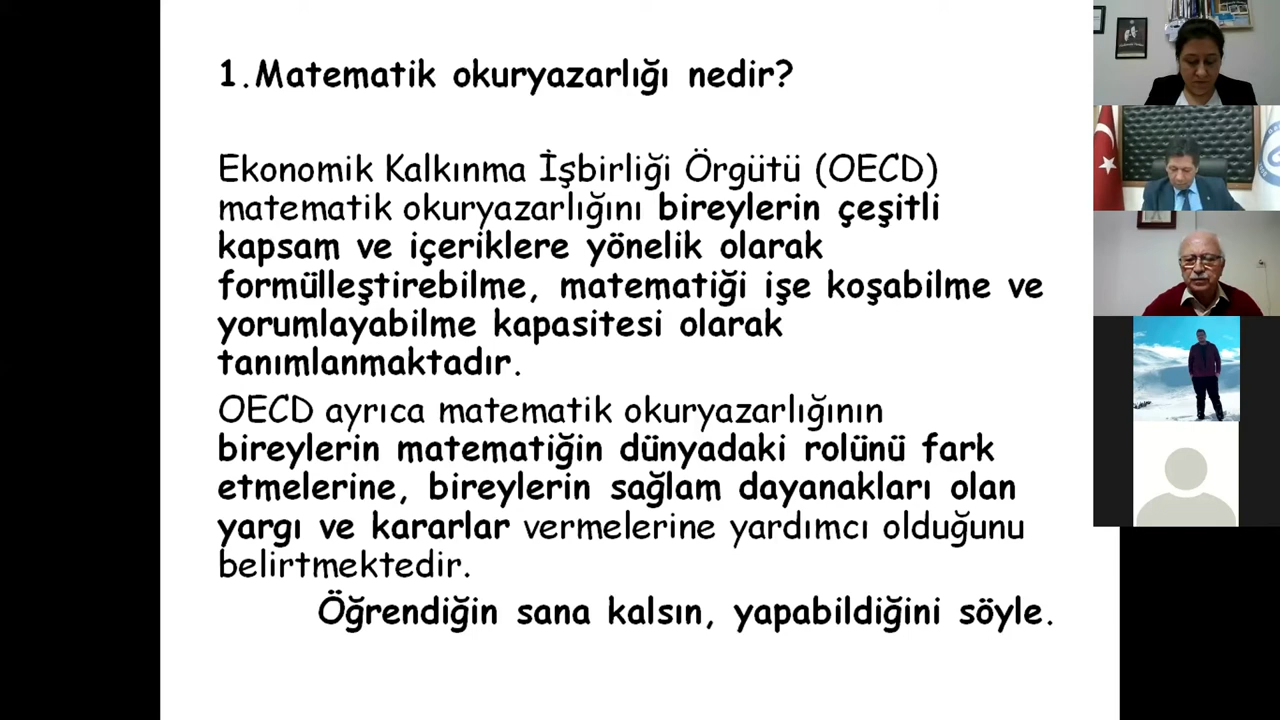 1.Matematik okuryazarlığı nedir?
Ekonomik Kalkınma İşbirliği Örgütü (OECD)
matematik okuryazarlığını bireylerin çeşitli
kapsam ve içeriklere yönelik olarak
formülleştirebilme, matematiği işe koşabilme ve
yorumlayabilme kapasitesi olarak
tanımlanmaktadır.
OECD ayrıca matematik okuryazarlığının
bireylerin matematiğin dünyadaki rolünü fark
etmelerine, bireylerin sağlam dayanakları olan
yargı ve kararlar vermelerine yardımcı olduğunu
belirtmektedir.
Öğrendiğin sana kalsın, yapabildiğini söyle.